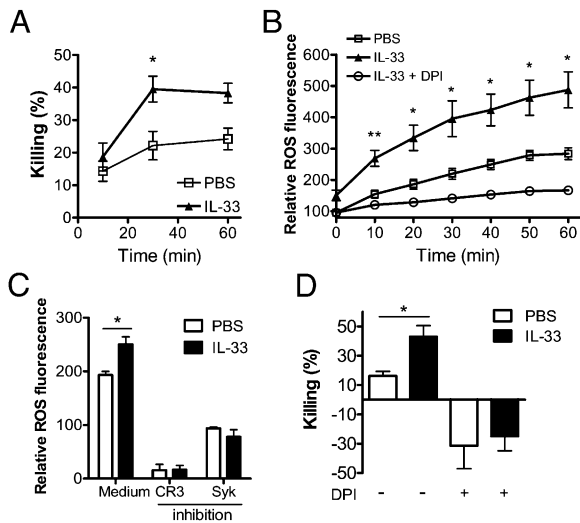 A
Killing (%)
50
40
30
20
10
0
*
PBS
IL-33
0 20 40 60
Time (min)
B
PBS
IL-33
IL-33 + DPI
Relative ROS fluorescence
600
500
400
300
200
100
** * * * * *
0 10 20 30 40 50 60
Time (min)
C
Relative ROS fluorescence
300
200
100
0
*
PBS
IL-33
Medium CR3 Syk
inhibition
D
Killing (%)
50
30
10
-10
-30
-50
*
PBS
IL-33
DPI - - + +